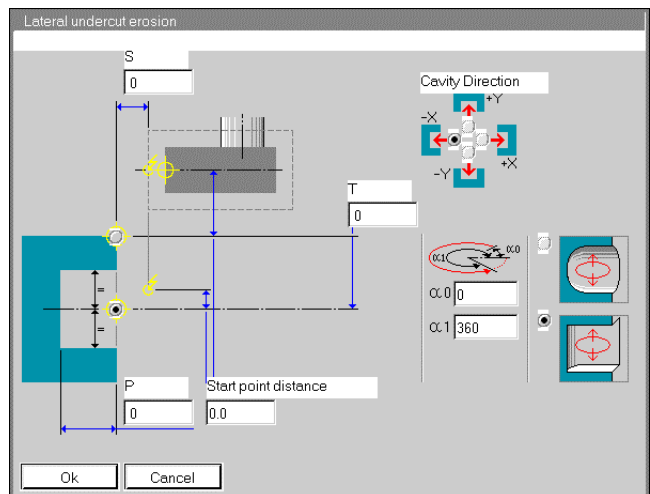 Lateral undercut erosion
S
0
Cavity Direction
+Y
-X
+X
-Y
T
0
α1
α0
α0 0
α1 360
=
=
P
Start point distance
0
0.0
Ok
Cancel